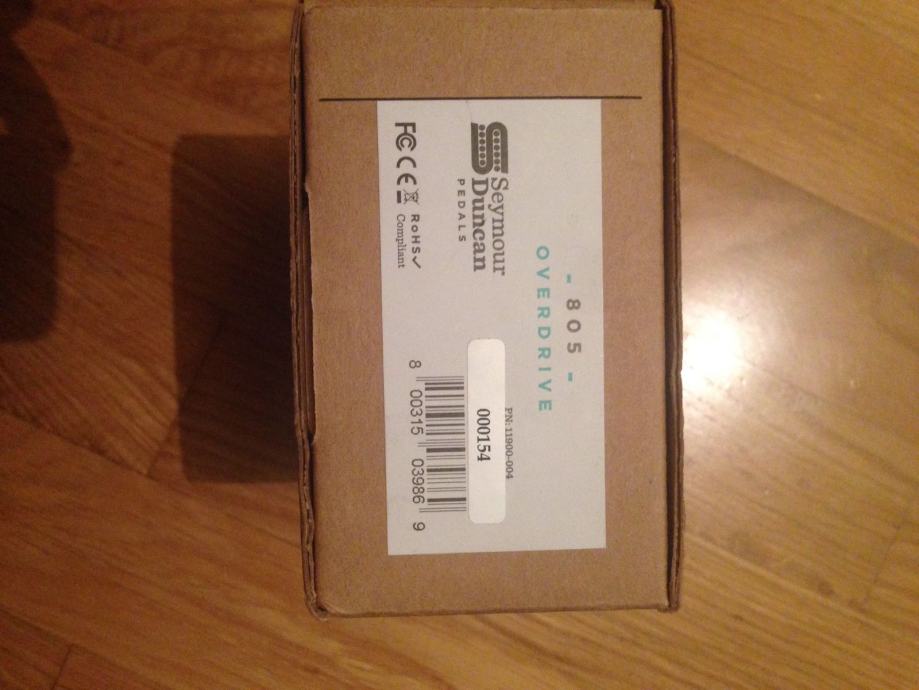 - 805 -
OVERDRIVE
Seymour
Duncan
PEDALS
PN: 11900-004
000154
FC CE RoHS✓
Compliant
8 00315 03986 9